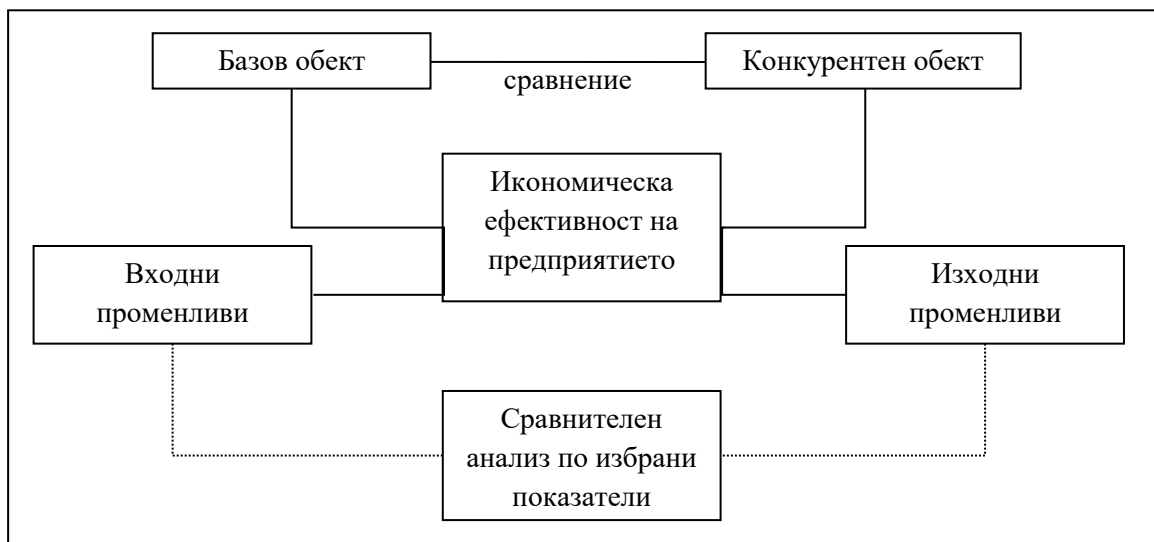 Базов обект
Конкурентен обект
сравнение
Икономическа
ефективност на
предприятието
Входни
променливи
Изходни
променливи
Сравнителен
анализ по избрани
показатели